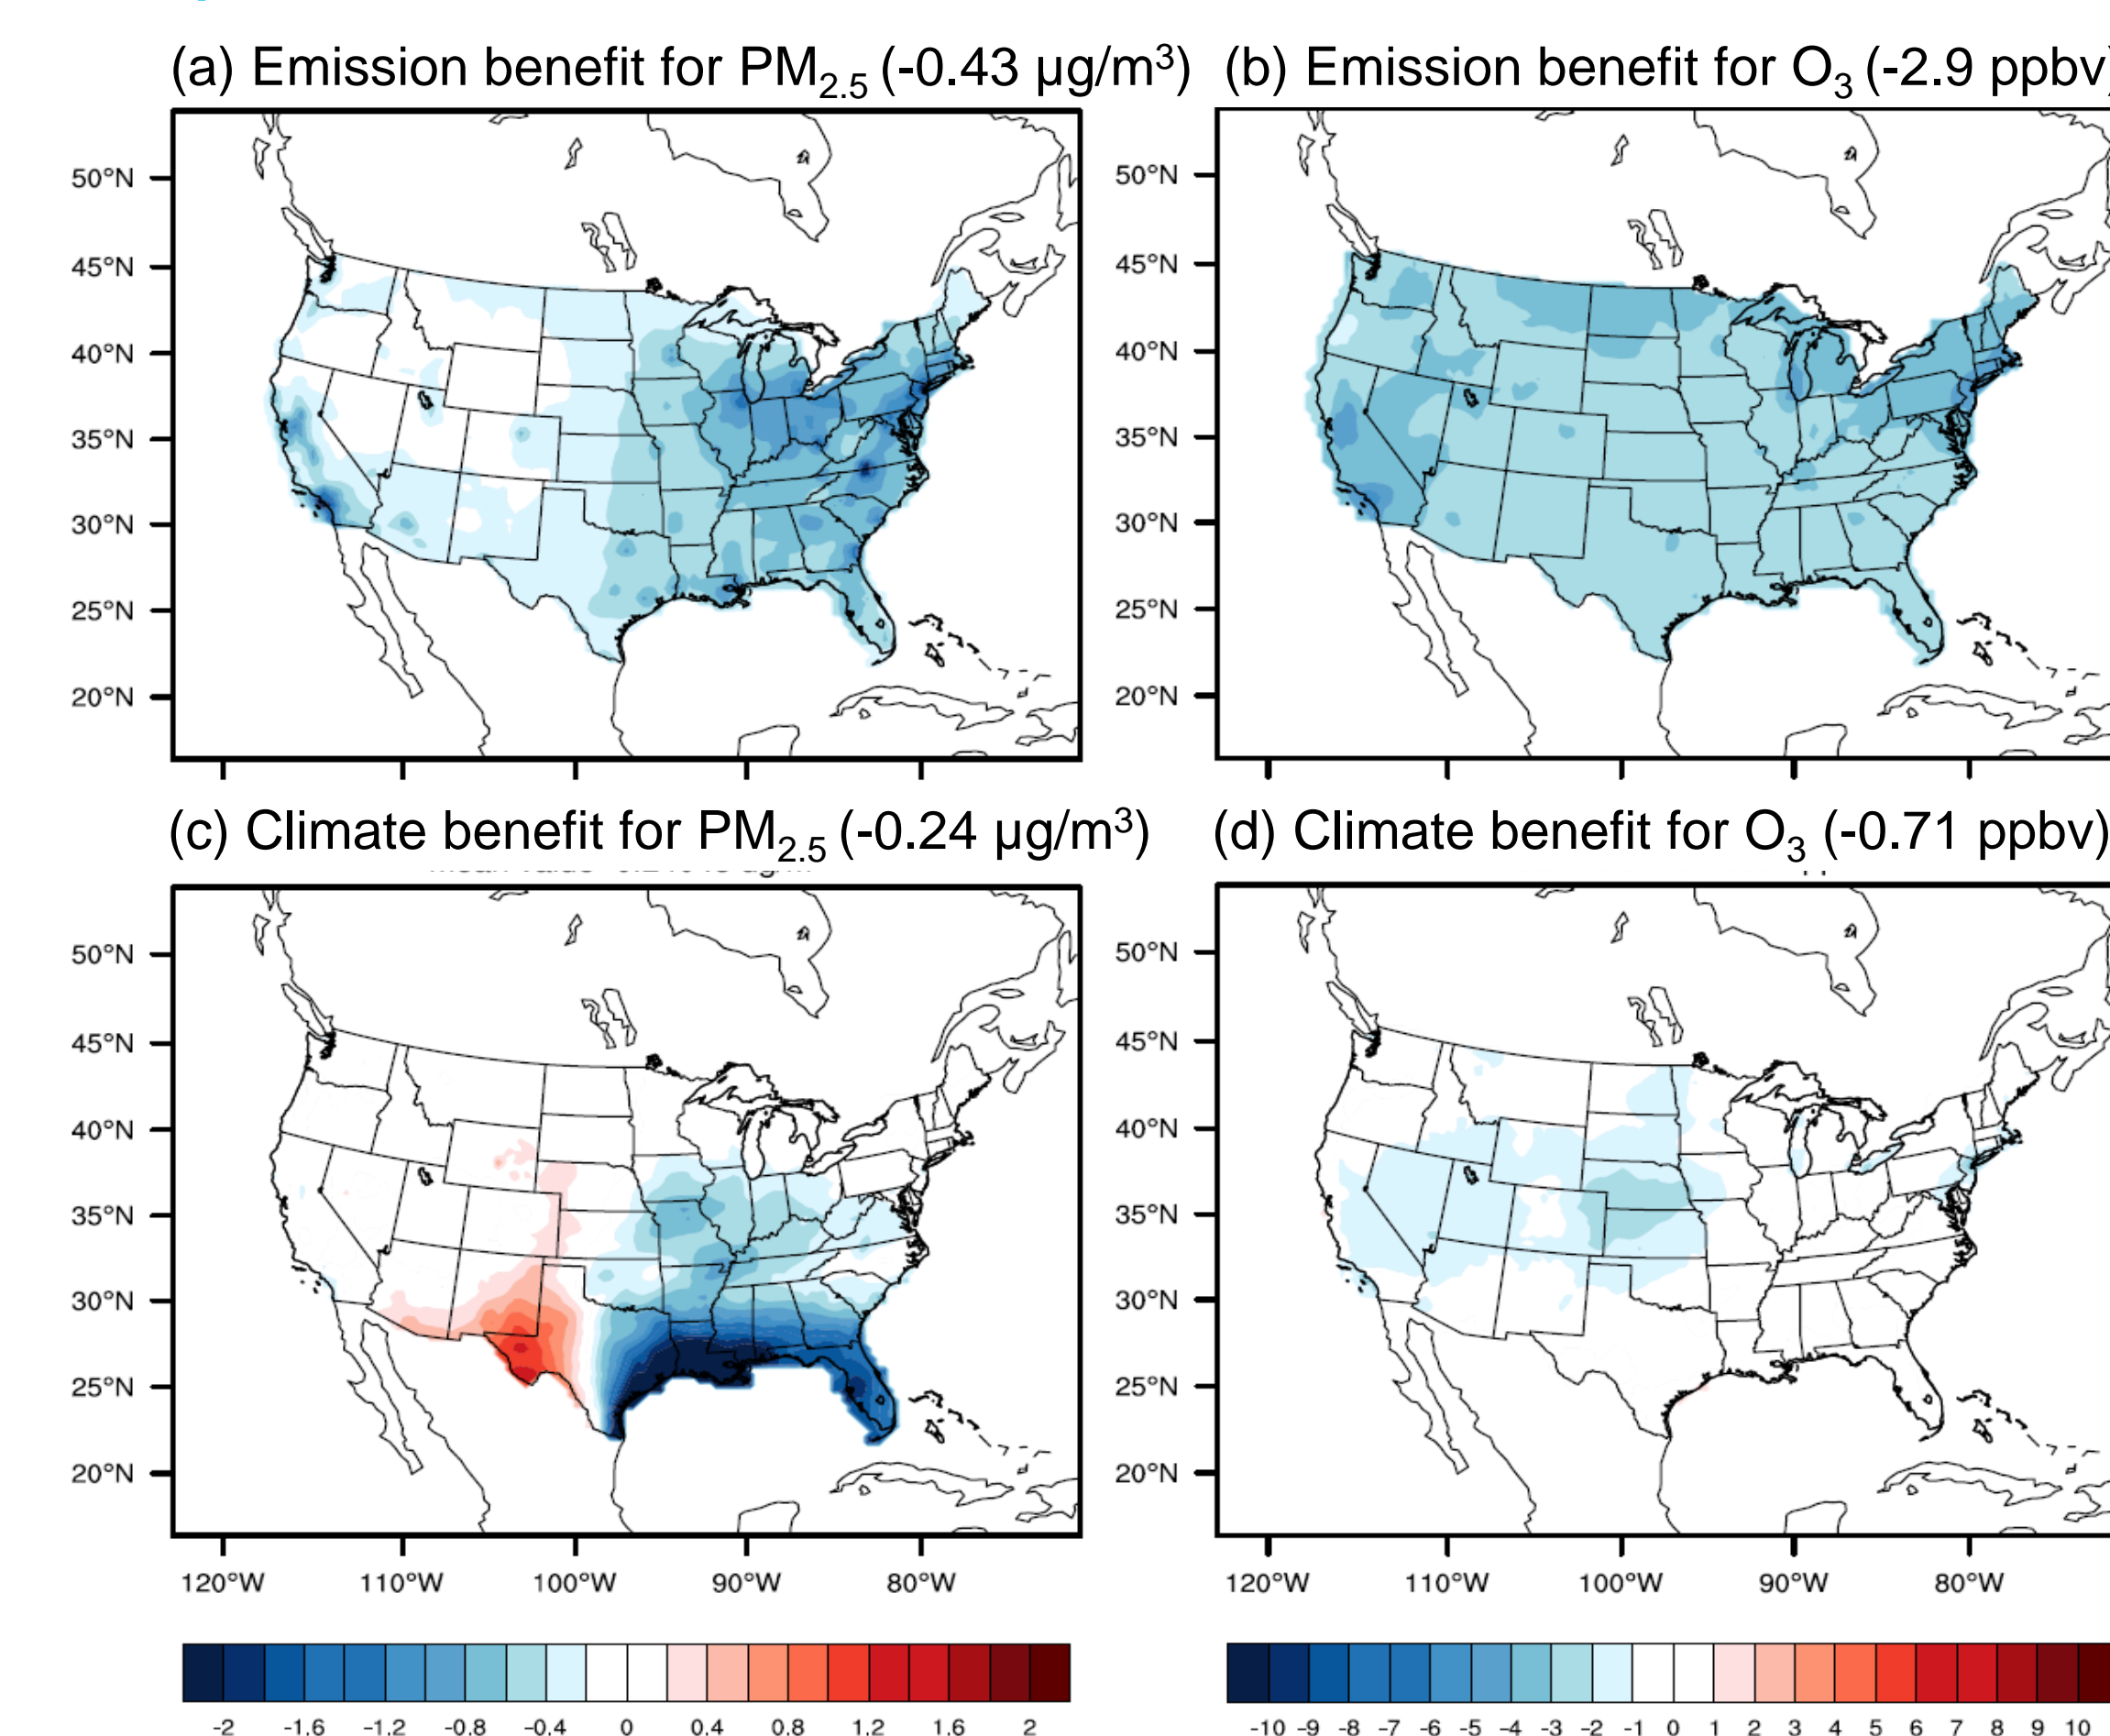 (a) Emission benefit for PM2.5 (-0.43 µg/m³) (b) Emission benefit for O3 (-2.9 ppbv)
50°N 50°N
45°N 45°N
40°N 40°N
35°N 35°N
30°N 30°N
25°N 25°N
20°N 20°N
(c) Climate benefit for PM2.5 (-0.24 µg/m³) (d) Climate benefit for O3 (-0.71 ppbv)
50°N 50°N
45°N 45°N
40°N 40°N
35°N 35°N
30°N 30°N
25°N 25°N
20°N 20°N
120°W 110°W 100°W 90°W 80°W 120°W 110°W 100°W 90°W 80°W
-2 -1.6 -1.2 -0.8 -0.4 0 0.4 0.8 1.2 1.6 2 -10 -9 -8 -7 -6 -5 -4 -3 -2 -1 0 1 2 3 4 5 6 7 8 9 10